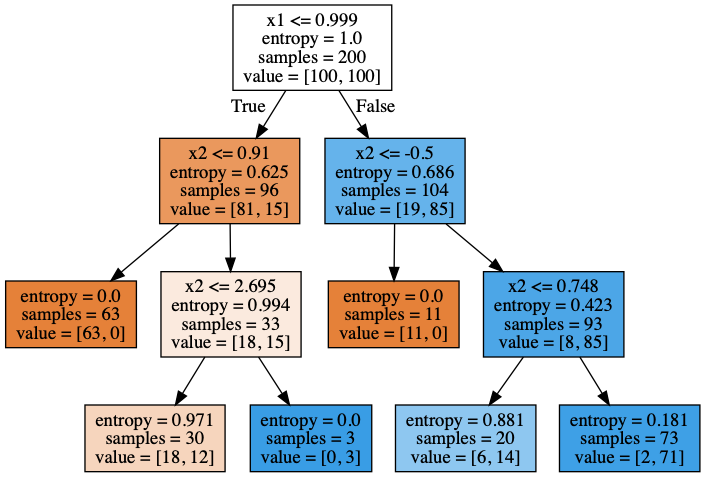 x1 <= 0.999
entropy = 1.0
samples = 200
value = [100, 100]
True
False
x2 <= 0.91
entropy = 0.625
samples = 96
value = [81, 15]
x2 <= -0.5
entropy = 0.686
samples = 104
value = [19, 85]
entropy = 0.0
samples = 63
value = [63, 0]
x2 <= 2.695
entropy = 0.994
samples = 33
value = [18, 15]
entropy = 0.0
samples = 11
value = [11, 0]
x2 <= 0.748
entropy = 0.423
samples = 93
value = [8, 85]
entropy = 0.971
samples = 30
value = [18, 12]
entropy = 0.0
samples = 3
value = [0, 3]
entropy = 0.881
samples = 20
value = [6, 14]
entropy = 0.181
samples = 73
value = [2, 71]